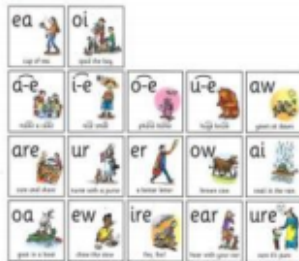 ea oi
cup of tea spoil the boy
a-e i-e o-e u-e aw
make a cake nice smile phone home huge brute yawn at dawn
are ur er ow ai
care and share nurse with a purse a better letter brown cow snail in the rain
oa ew ire ear ure
goat in a boat chew the stew fire, fire! hear with your ear sure it's pure